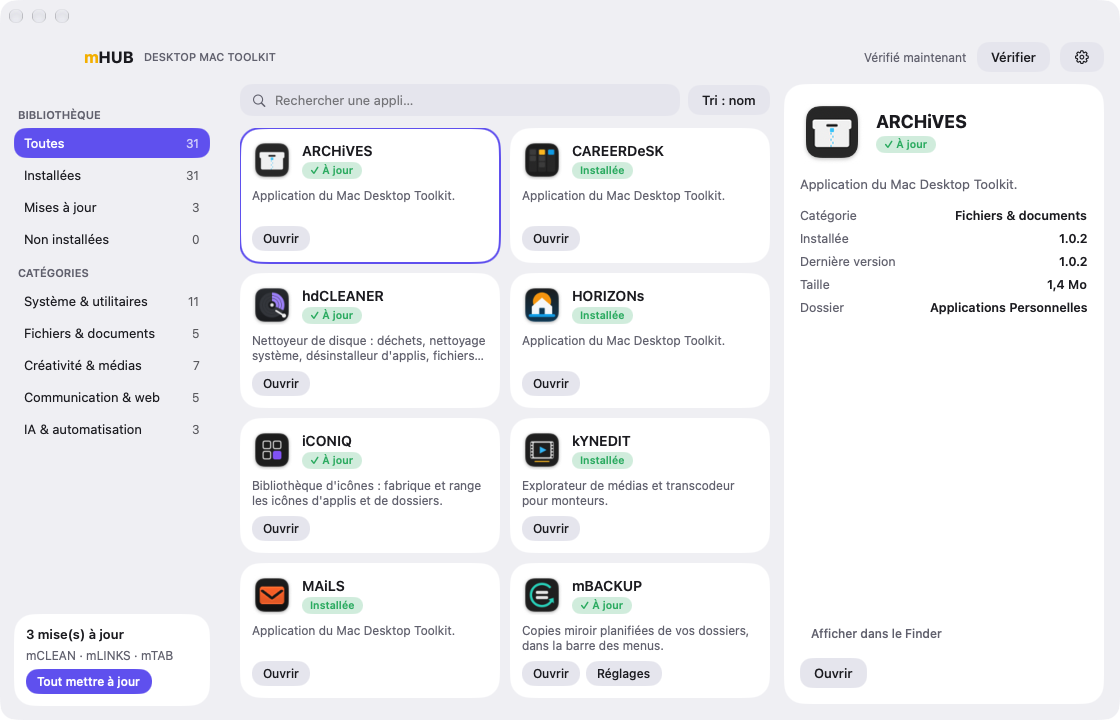 mHUB DESKTOP MAC TOOLKIT
Vérifié maintenant
Vérifier
BIBLIOTHÈQUE
Toutes 31
Installées 31
Mises à jour 3
Non installées 0
CATÉGORIES
Système & utilitaires 11
Fichiers & documents 5
Créativité & médias 7
Communication & web 5
IA & automatisation 3
3 mise(s) à jour
mCLEAN · mLINKS · mTAB
Tout mettre à jour
Rechercher une appli…
Tri : nom
ARCHiVES
✓ À jour
Application du Mac Desktop Toolkit.
Ouvrir
CAREERDeSK
Installée
Application du Mac Desktop Toolkit.
Ouvrir
hdCLEANER
✓ À jour
Nettoyeur de disque : déchets, nettoyage
système, désinstalleur d'applis, fichiers…
Ouvrir
HORIZONs
Installée
Application du Mac Desktop Toolkit.
Ouvrir
iCONIQ
✓ À jour
Bibliothèque d'icônes : fabrique et range
les icônes d'applis et de dossiers.
Ouvrir
kYNEDIT
Installée
Explorateur de médias et transcodeur
pour monteurs.
Ouvrir
MAiLS
Installée
Application du Mac Desktop Toolkit.
Ouvrir
mBACKUP
✓ À jour
Copies miroir planifiées de vos dossiers,
dans la barre des menus.
Ouvrir
Réglages
ARCHiVES
✓ À jour
Application du Mac Desktop Toolkit.
Catégorie Fichiers & documents
Installée 1.0.2
Dernière version 1.0.2
Taille 1,4 Mo
Dossier Applications Personnelles
Afficher dans le Finder
Ouvrir